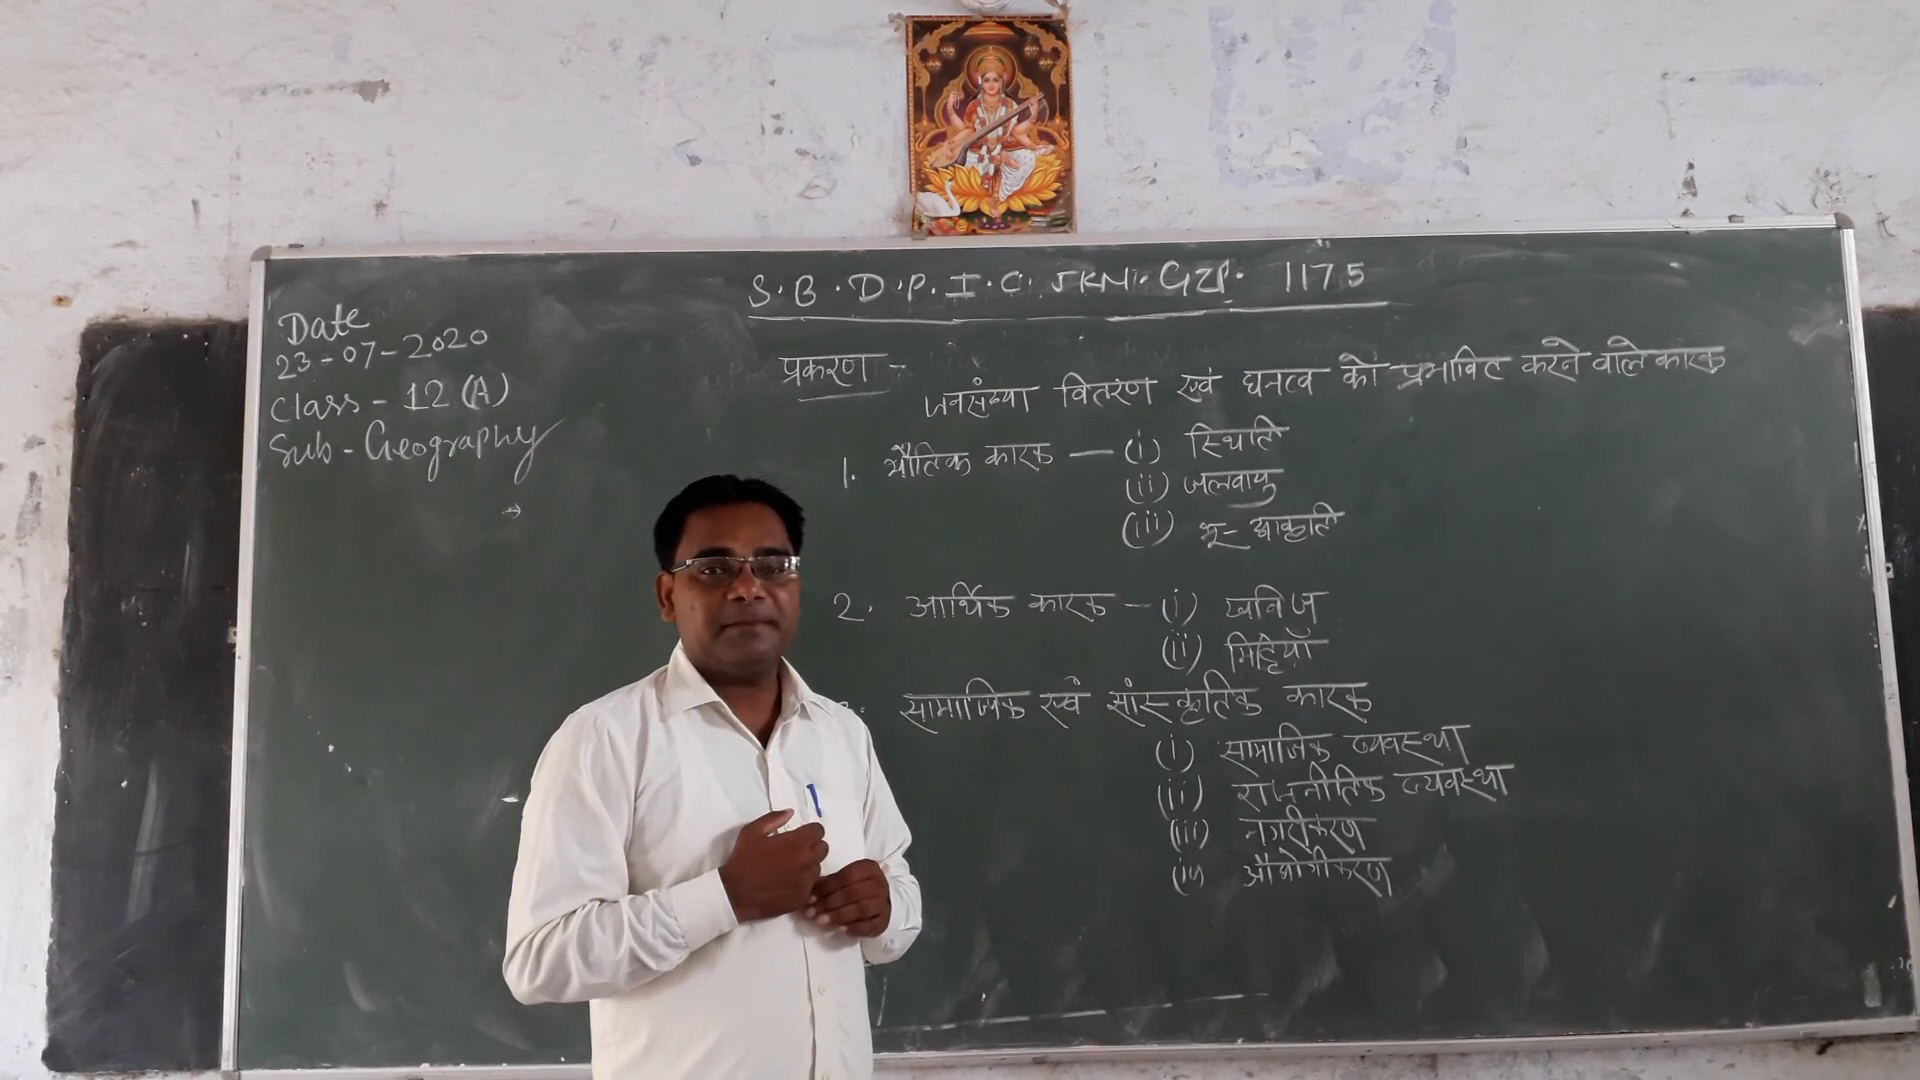 S.B.D.P.I.C. JKN. GZP. 1175
Date
23-07-2020
Class - 12 (A)
Sub - Geography
प्रकरण -
जनसंख्या वितरण एवं घनत्व को प्रभावित करने वाले कारक
1. भौतिक कारक — (i) स्थिति
(ii) जलवायु
(iii) भू-आकृति
2. आर्थिक कारक — (i) खनिज
(ii) मिट्टियाँ
सामाजिक एवं सांस्कृतिक कारक
(i) सामाजिक व्यवस्था
(ii) राजनीतिक व्यवस्था
(iii) नगरीकरण
(iv) औद्योगीकरण